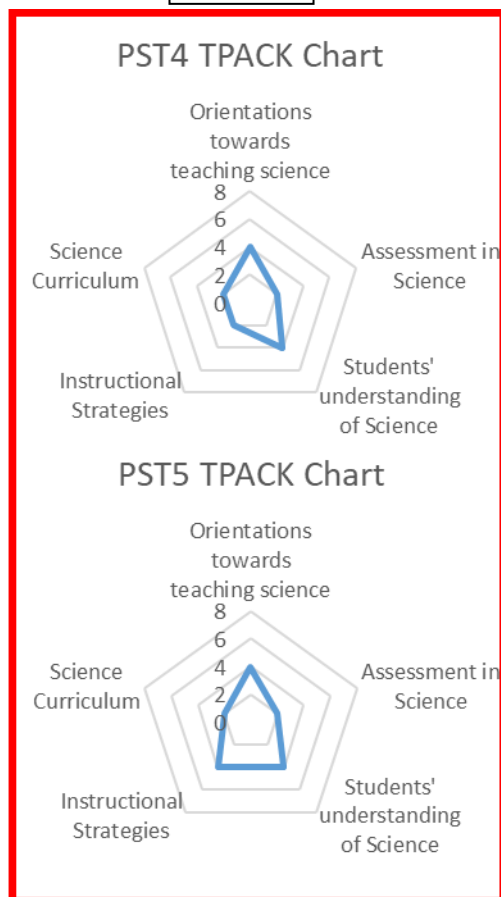 PST4 TPACK Chart
Orientations
towards
teaching science
8
6
4
2
0
Assessment in
Science
Students'
understanding
of Science
Instructional
Strategies
Science
Curriculum
PST5 TPACK Chart
Orientations
towards
teaching science
8
6
4
2
0
Assessment in
Science
Students'
understanding
of Science
Instructional
Strategies
Science
Curriculum